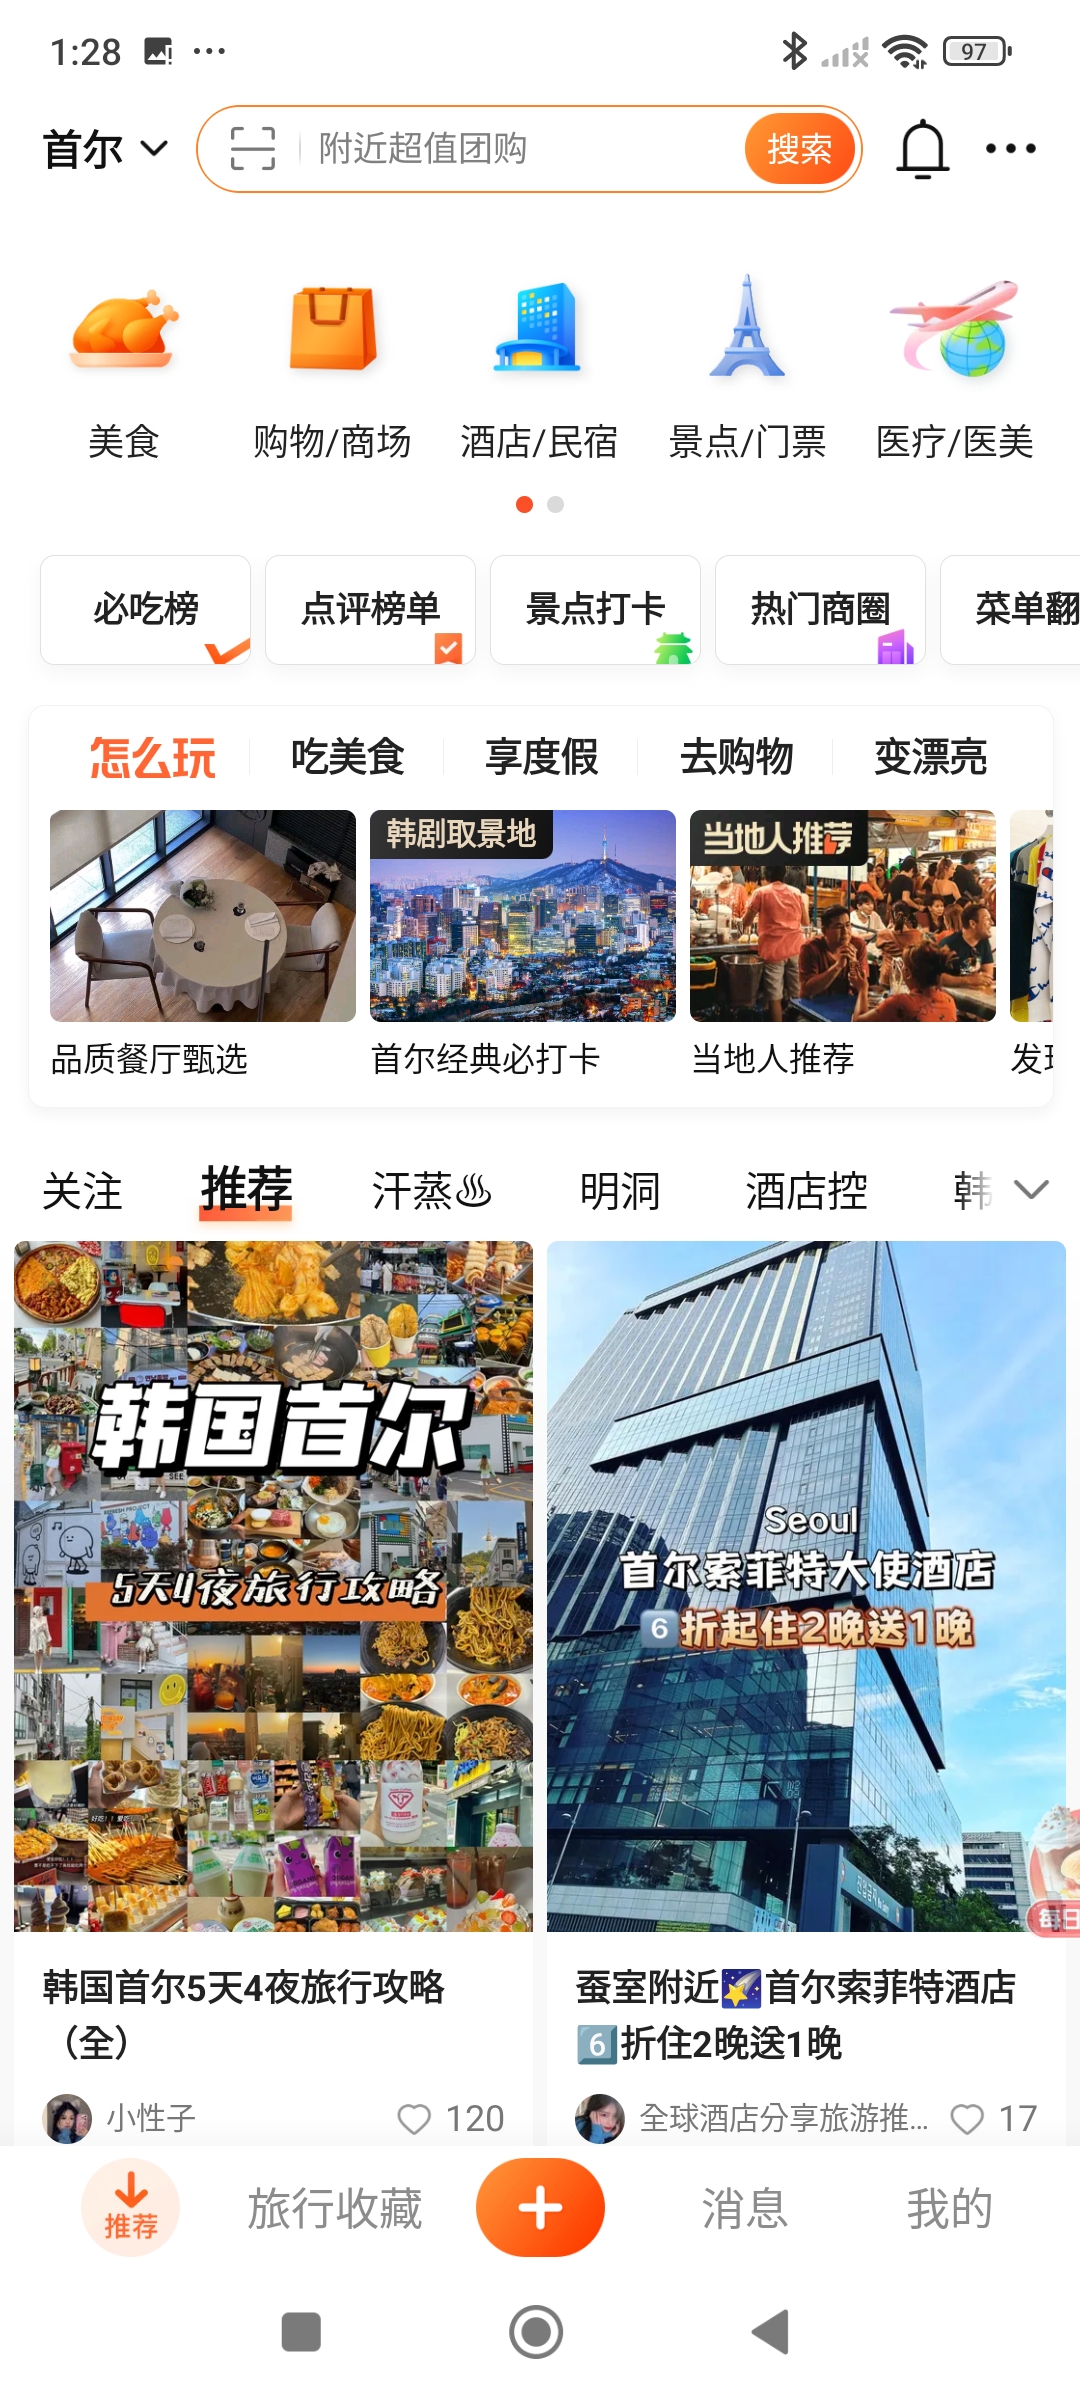 1:28
97
首尔
附近超值团购
搜索
美食
购物/商场
酒店/民宿
景点/门票
医疗/医美
必吃榜
点评榜单
景点打卡
热门商圈
菜单翻
怎么玩
吃美食
享度假
去购物
变漂亮
韩剧取景地
当地人推荐
品质餐厅甄选
首尔经典必打卡
当地人推荐
关注
推荐
汗蒸♨
明洞
酒店控
韩
韩国首尔
5天4夜旅行攻略
Seoul
首尔索菲特大使酒店
6折起住2晚送1晚
每日
韩国首尔5天4夜旅行攻略
（全）
蚕室附近🌠首尔索菲特酒店
6️⃣折住2晚送1晚
小性子
120
全球酒店分享旅游推...
17
推荐
旅行收藏
消息
我的